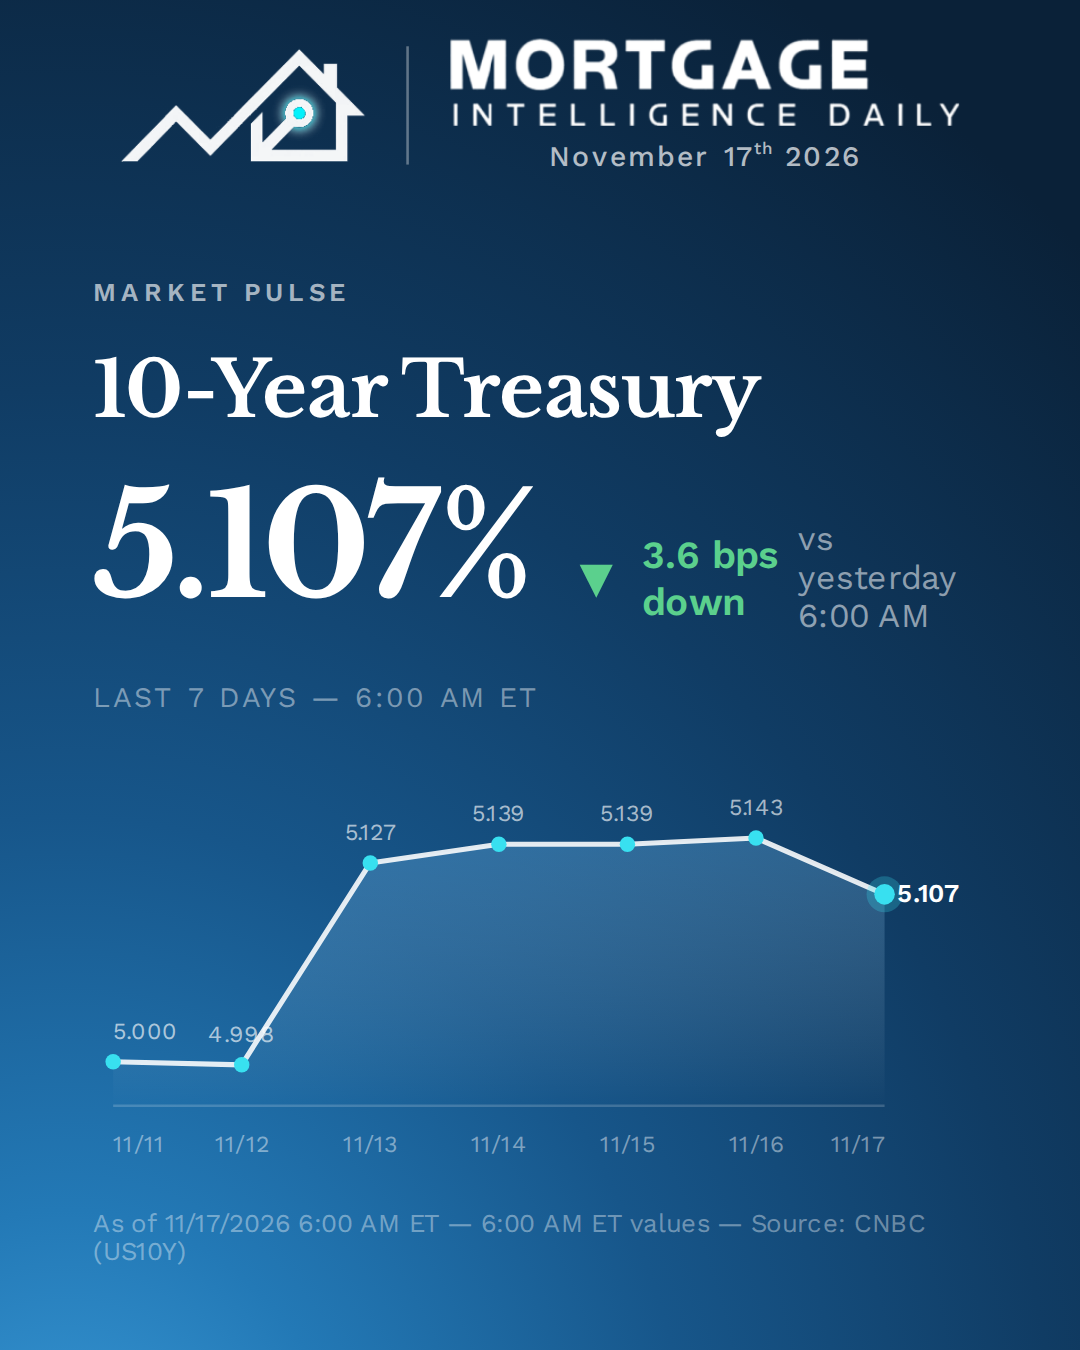 MORTGAGE
INTELLIGENCE DAILY
November 17th 2026
MARKET PULSE
10-Year Treasury
5.107%
▼ 3.6 bps down
vs yesterday 6:00 AM
LAST 7 DAYS — 6:00 AM ET
5.000
4.998
5.127
5.139
5.139
5.143
5.107
11/11
11/12
11/13
11/14
11/15
11/16
11/17
As of 11/17/2026 6:00 AM ET — 6:00 AM ET values — Source: CNBC
(US10Y)